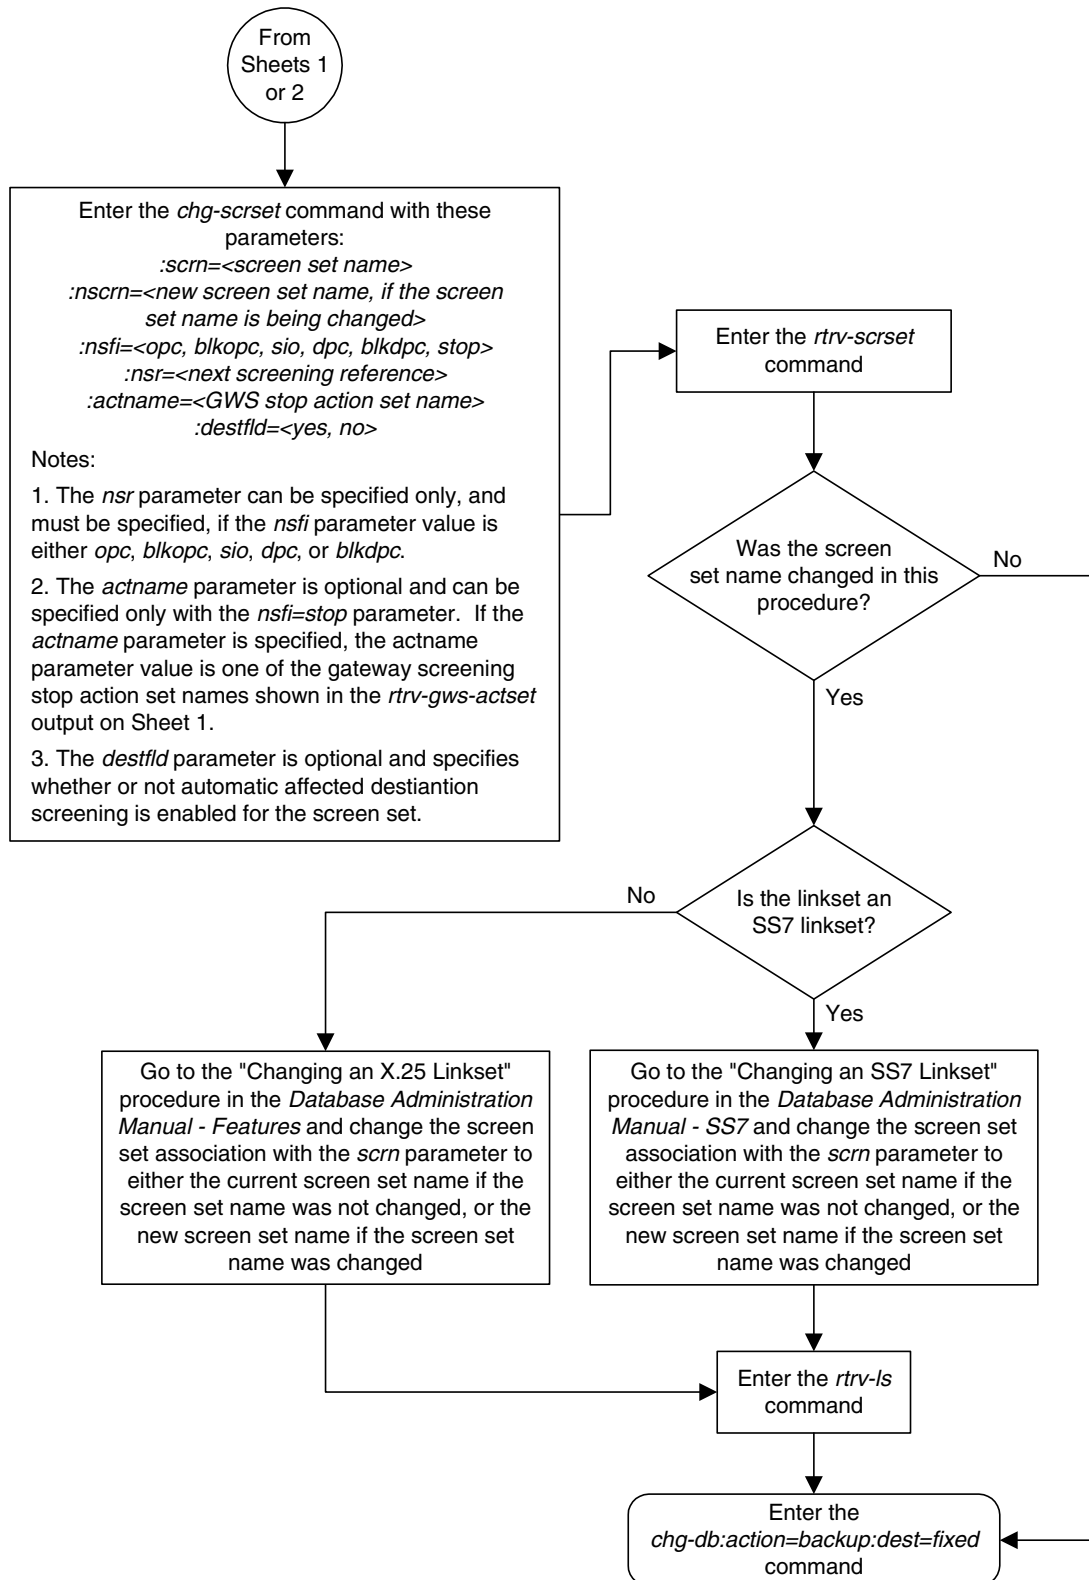 From
Sheets 1
or 2
Enter the chg-scrset command with these
parameters:
:scrn=<screen set name>
:nscrn=<new screen set name, if the screen
set name is being changed>
:nsfi=<opc, blkopc, sio, dpc, blkdpc, stop>
:nsr=<next screening reference>
:actname=<GWS stop action set name>
:destfld=<yes, no>
Notes:
1. The nsr parameter can be specified only, and
must be specified, if the nsfi parameter value is
either opc, blkopc, sio, dpc, or blkdpc.
2. The actname parameter is optional and can be
specified only with the nsfi=stop parameter. If the
actname parameter is specified, the actname
parameter value is one of the gateway screening
stop action set names shown in the rtrv-gws-actset
output on Sheet 1.
3. The destfld parameter is optional and specifies
whether or not automatic affected destiantion
screening is enabled for the screen set.
Enter the rtrv-scrset
command
Was the screen
set name changed in this
procedure?
No
Yes
Is the linkset an
SS7 linkset?
No
Yes
Go to the "Changing an X.25 Linkset"
procedure in the Database Administration
Manual - Features and change the screen
set association with the scrn parameter to
either the current screen set name if the
screen set name was not changed, or the
new screen set name if the screen set
name was changed
Go to the "Changing an SS7 Linkset"
procedure in the Database Administration
Manual - SS7 and change the screen set
association with the scrn parameter to
either the current screen set name if the
screen set name was not changed, or the
new screen set name if the screen set
name was changed
Enter the rtrv-ls
command
Enter the
chg-db:action=backup:dest=fixed
command